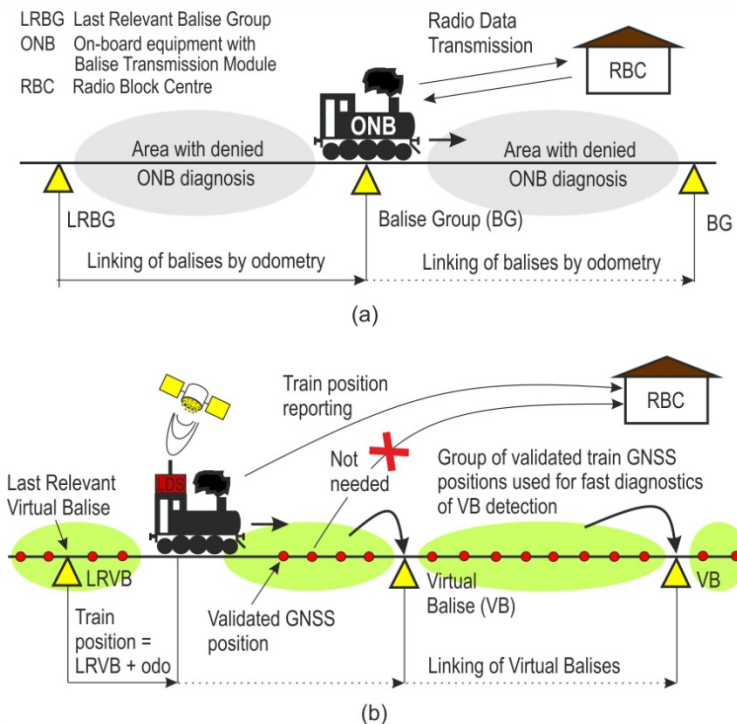 LRBG Last Relevant Balise Group
ONB On-board equipment with
Balise Transmission Module
RBC Radio Block Centre
Radio Data
Transmission
RBC
ONB
Area with denied
ONB diagnosis
Area with denied
ONB diagnosis
LRBG
Balise Group (BG)
BG
Linking of balises by odometry
Linking of balises by odometry
(a)
Train position
reporting
RBC
LDS
Not
needed
Group of validated train GNSS
positions used for fast diagnostics
of VB detection
Last Relevant
Virtual Balise
LRVB
Validated GNSS
position
Virtual
Balise (VB)
VB
Train
position =
LRVB + odo
Linking of Virtual Balises
(b)